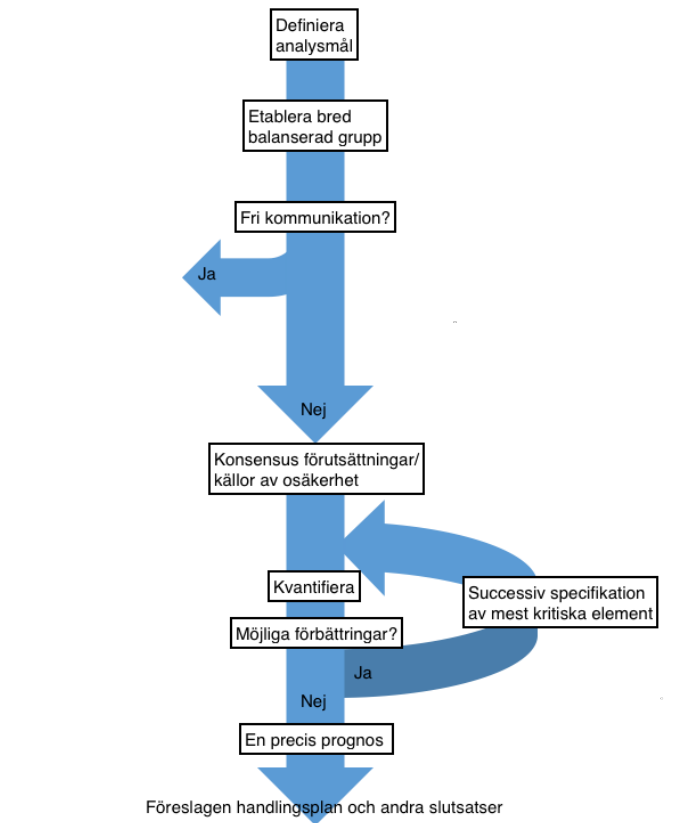 Definiera
analysmål
Etablera bred
balanserad grupp
Fri kommunikation?
Ja
Nej
Konsensus förutsättningar/
källor av osäkerhet
Kvantifiera
Successiv specifikation
av mest kritiska element
Möjliga förbättringar?
Ja
Nej
En precis prognos
Föreslagen handlingsplan och andra slutsatser